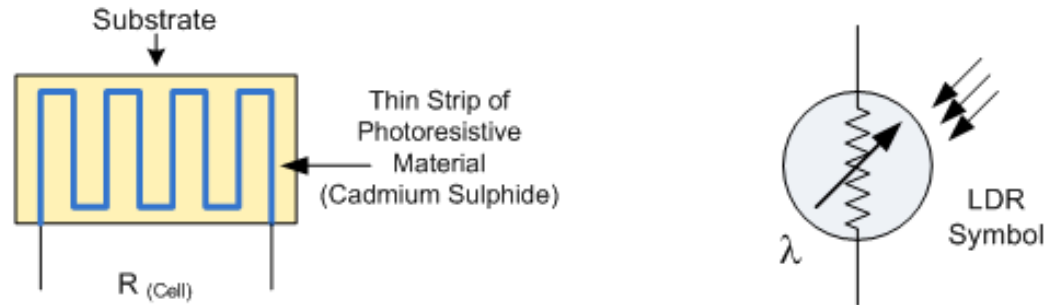 Substrate
Thin Strip of
Photoresistive
Material
(Cadmium Sulphide)
R (Cell)
λ
LDR
Symbol